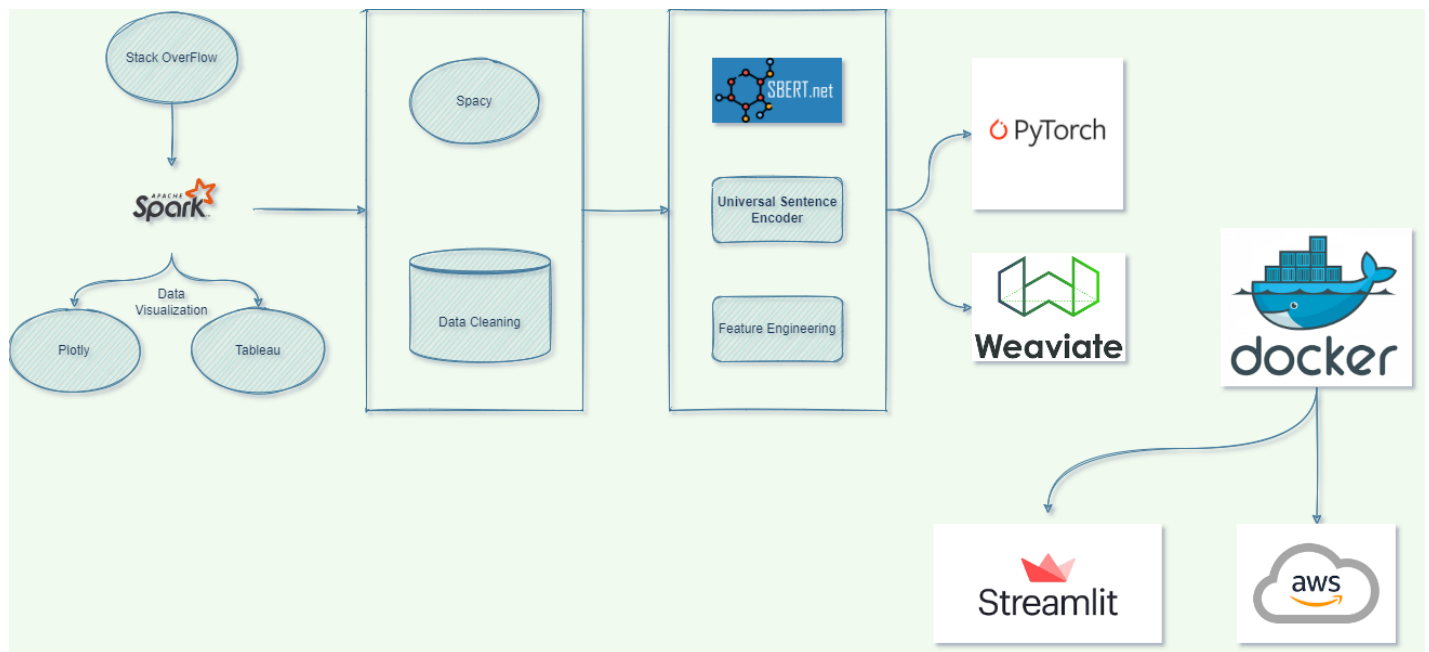 Stack OverFlow
APACHE
Spark
Data
Visualization
Plotly
Tableau
Spacy
Data Cleaning
SBERT.net
Universal Sentence
Encoder
Feature Engineering
PyTorch
Weaviate
docker
Streamlit
aws